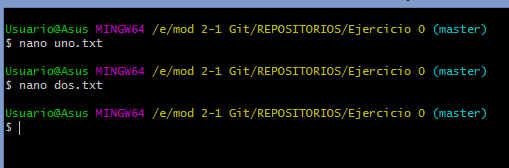 Usuario@Asus MINGW64 /e/mod 2-1 Git/REPOSITORIOS/Ejercicio 0 (master)
$ nano uno.txt
Usuario@Asus MINGW64 /e/mod 2-1 Git/REPOSITORIOS/Ejercicio 0 (master)
$ nano dos.txt
Usuario@Asus MINGW64 /e/mod 2-1 Git/REPOSITORIOS/Ejercicio 0 (master)
$